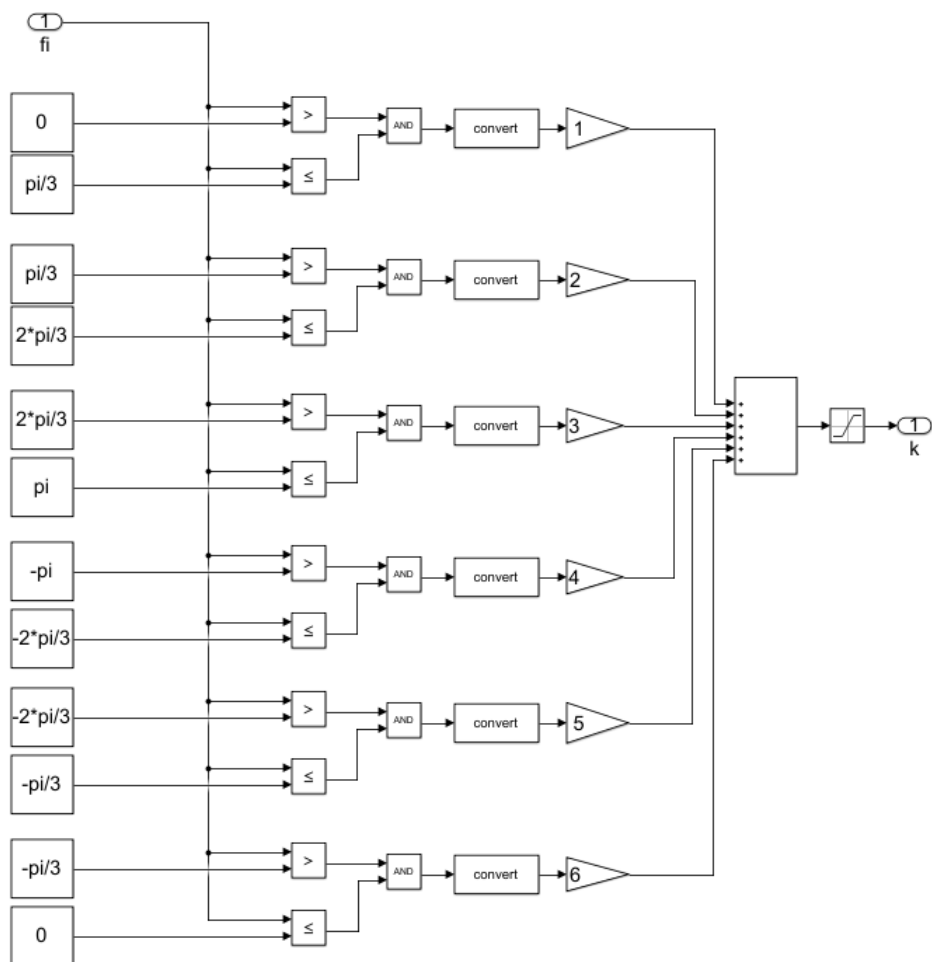 1
fi
0
>
AND
convert
1
pi/3
≤
pi/3
>
AND
convert
2
2*pi/3
≤
2*pi/3
>
AND
convert
3
pi
≤
+
+
+
+
+
+
1
k
-pi
>
AND
convert
4
-2*pi/3
≤
-2*pi/3
>
AND
convert
5
-pi/3
≤
-pi/3
>
AND
convert
6
0
≤